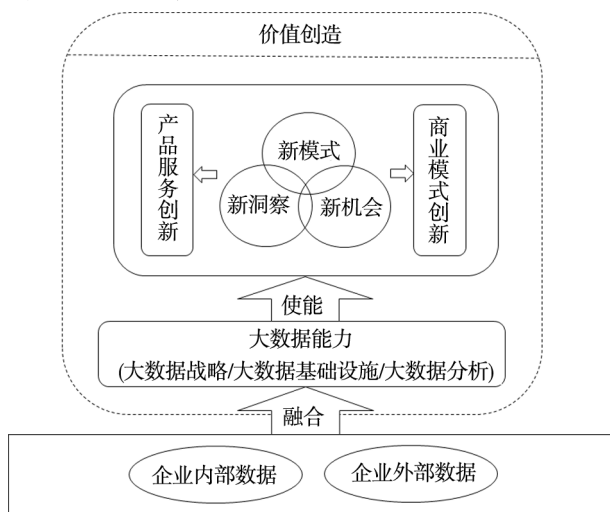 价值创造
产品服务创新
新模式
新洞察
新机会
商业模式创新
使能
大数据能力
(大数据战略/大数据基础设施/大数据分析)
融合
企业内部数据
企业外部数据